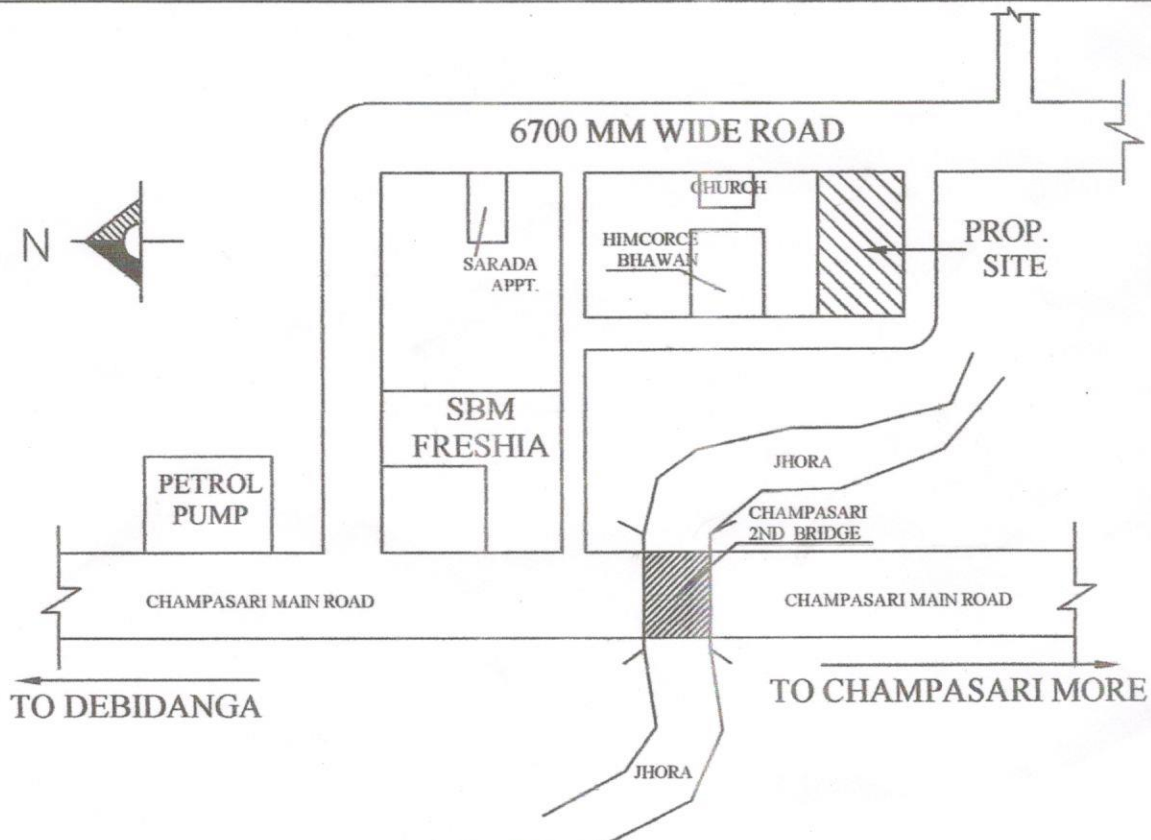 6700 MM WIDE ROAD
CHURCH
N
SARADA
APPT.
HIMCORCE
BHAWAN
PROP.
SITE
SBM
FRESHIA
PETROL
PUMP
JHORA
CHAMPASARI
2ND BRIDGE
CHAMPASARI MAIN ROAD
CHAMPASARI MAIN ROAD
TO DEBIDANGA
TO CHAMPASARI MORE
JHORA